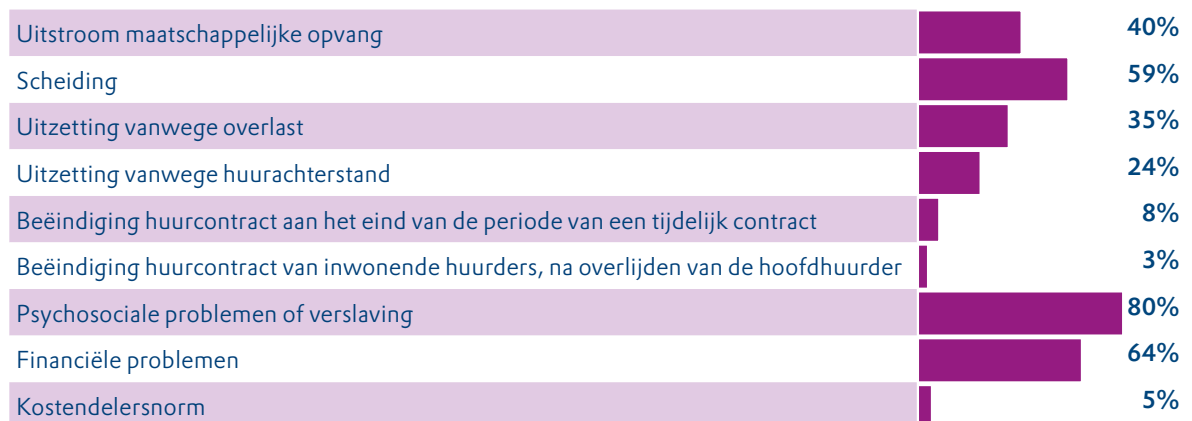 Uitstroom maatschappelijke opvang 40%
Scheiding 59%
Uitzetting vanwege overlast 35%
Uitzetting vanwege huurachterstand 24%
Beëindiging huurcontract aan het eind van de periode van een tijdelijk contract 8%
Beëindiging huurcontract van inwonende huurders, na overlijden van de hoofdhuurder 3%
Psychosociale problemen of verslaving 80%
Financiële problemen 64%
Kostendelersnorm 5%